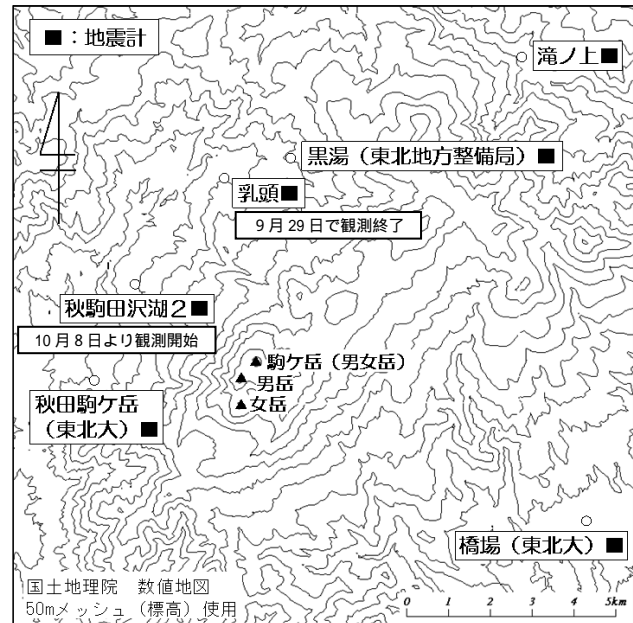 ■：地震計
滝ノ上■
黒湯（東北地方整備局）■
乳頭■
9月29日で観測終了
秋駒田沢湖２■
10月8日より観測開始
駒ケ岳（男女岳）
男岳
女岳
秋田駒ケ岳
（東北大）■
橋場（東北大）■
国土地理院　数値地図
50mメッシュ（標高）使用
0 1 2 3 4 5km